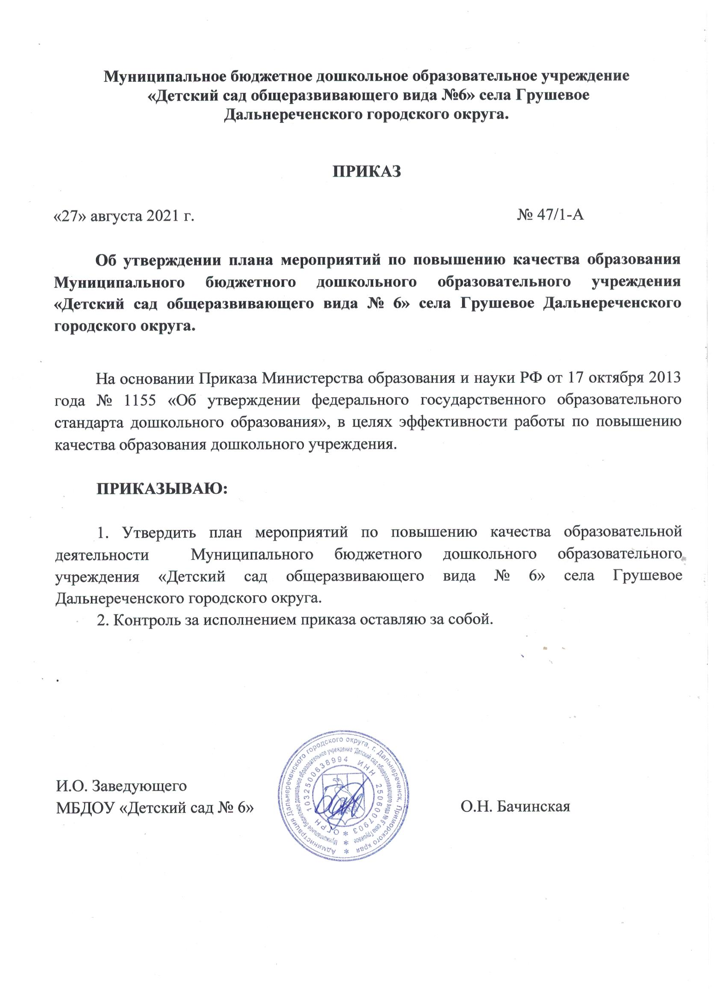 Муниципальное бюджетное дошкольное образовательное учреждение
«Детский сад общеразвивающего вида №6» села Грушевое
Дальнереченского городского округа.
ПРИКАЗ
«27» августа 2021 г. № 47/1-А
Об утверждении плана мероприятий по повышению качества образования
Муниципального бюджетного дошкольного образовательного учреждения
«Детский сад общеразвивающего вида № 6» села Грушевое Дальнереченского
городского округа.
На основании Приказа Министерства образования и науки РФ от 17 октября 2013
года № 1155 «Об утверждении федерального государственного образовательного
стандарта дошкольного образования», в целях эффективности работы по повышению
качества образования дошкольного учреждения.
ПРИКАЗЫВАЮ:
1. Утвердить план мероприятий по повышению качества образовательной
деятельности Муниципального бюджетного дошкольного образовательного
учреждения «Детский сад общеразвивающего вида № 6» села Грушевое
Дальнереченского городского округа.
2. Контроль за исполнением приказа оставляю за собой.
.
И.О. Заведующего
МБДОУ «Детский сад № 6» О.Н. Бачинская
Администрация Дальнереченского городского округа, г. Дальнереченск, Приморского края *
Муниципальное бюджетное дошкольное образовательное учреждение "Детский сад общеразвивающего вида № 6" села Грушевое *
ОГРН 1032500638994 ИНН 2506007903 *